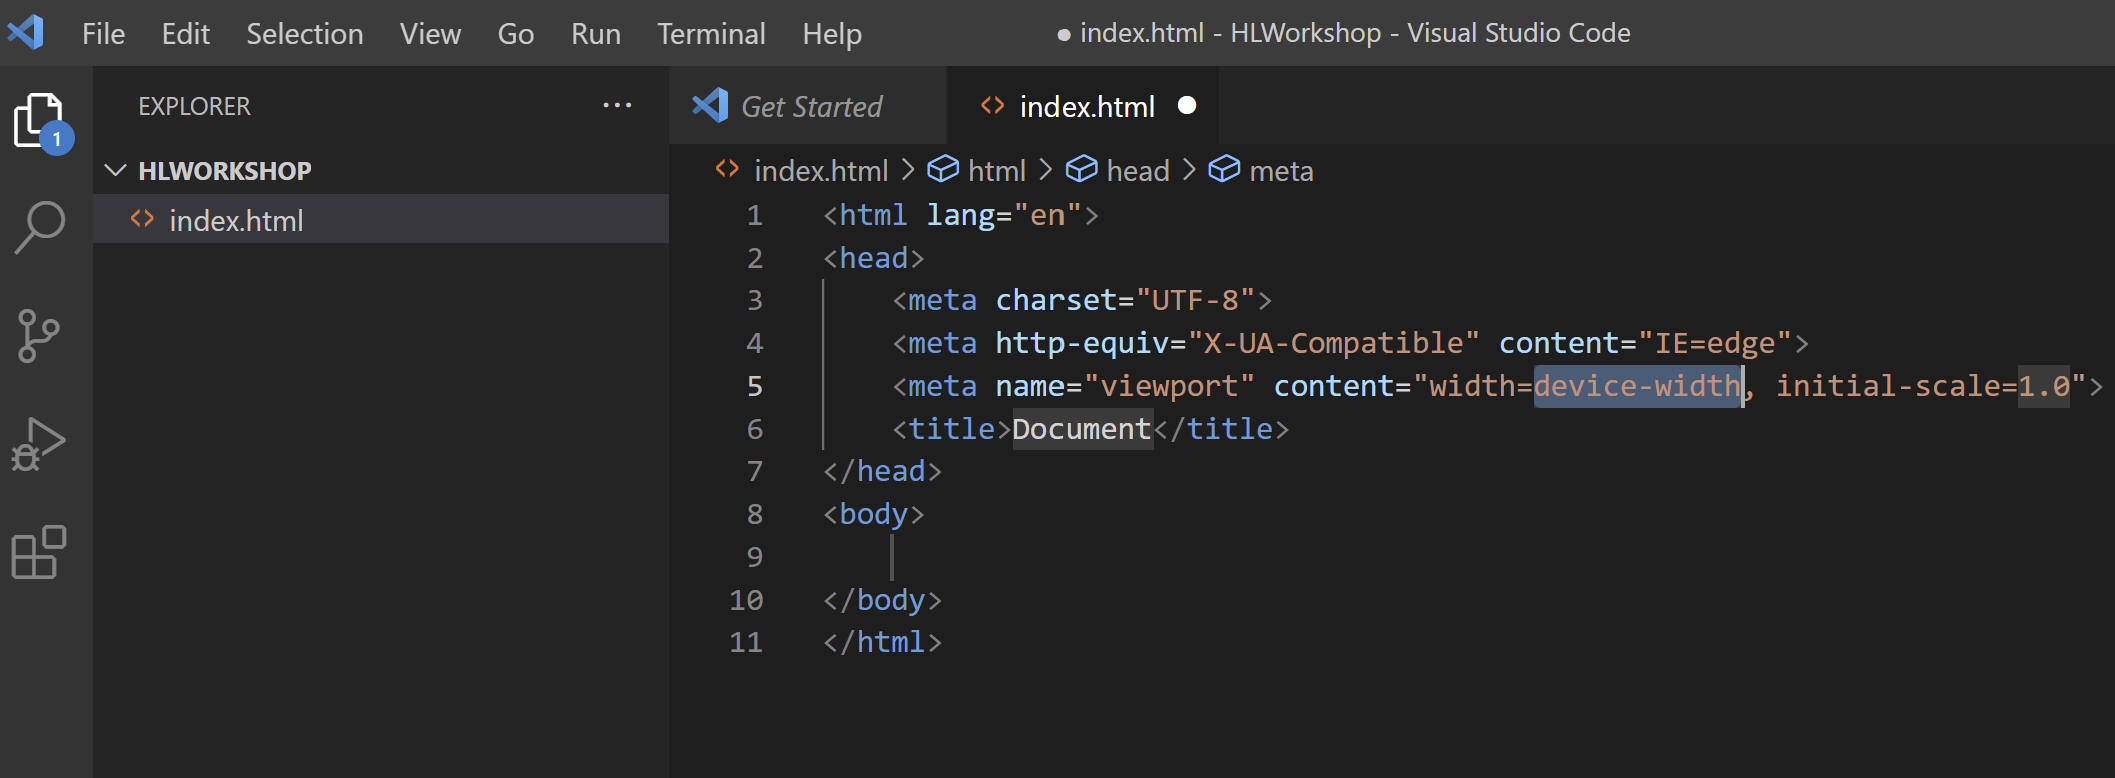 File Edit Selection View Go Run Terminal Help ● index.html - HLWorkshop - Visual Studio Code
EXPLORER ···
Get Started
index.html ●
1
HLWORKSHOP
index.html
index.html > html > head > meta
1 <html lang="en">
2 <head>
3 <meta charset="UTF-8">
4 <meta http-equiv="X-UA-Compatible" content="IE=edge">
5 <meta name="viewport" content="width=device-width, initial-scale=1.0">
6 <title>Document</title>
7 </head>
8 <body>
9
10 </body>
11 </html>